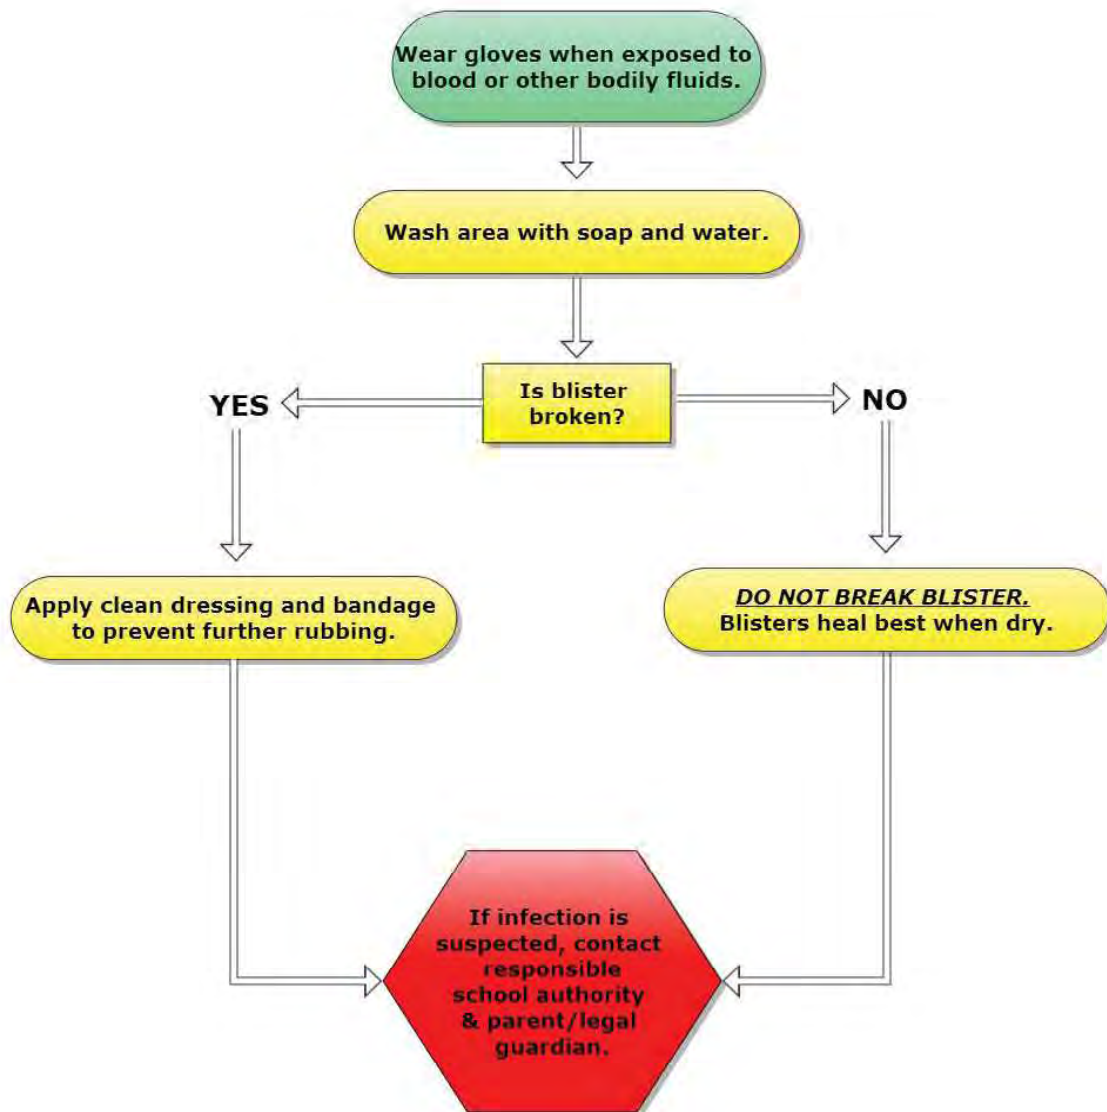 Wear gloves when exposed to
blood or other bodily fluids.
Wash area with soap and water.
Is blister
broken?
YES
NO
Apply clean dressing and bandage
to prevent further rubbing.
DO NOT BREAK BLISTER.
Blisters heal best when dry.
If infection is
suspected, contact
responsible
school authority
& parent/legal
guardian.